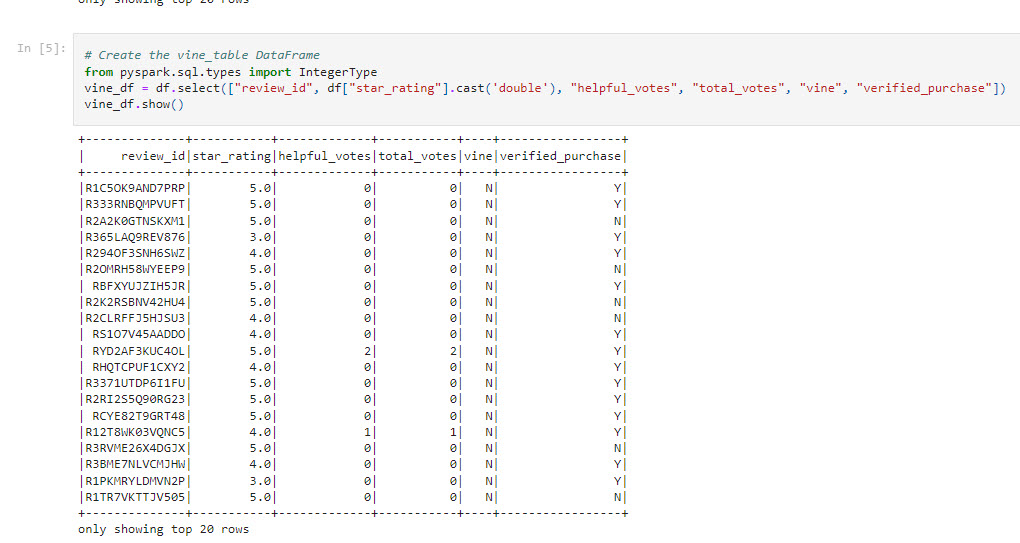 only showing top 20 rows
In [5]:
# Create the vine_table DataFrame
from pyspark.sql.types import IntegerType
vine_df = df.select(["review_id", df["star_rating"].cast('double'), "helpful_votes", "total_votes", "vine", "verified_purchase"])
vine_df.show()
+--------------+-----------+-------------+-----------+----+-----------------+
|     review_id|star_rating|helpful_votes|total_votes|vine|verified_purchase|
+--------------+-----------+-------------+-----------+----+-----------------+
|R1C5OK9AND7PRP|        5.0|            0|          0|   N|                Y|
|R333RNBQMPVUFT|        5.0|            0|          0|   N|                Y|
|R2A2K0GTNSKXM1|        5.0|            0|          0|   N|                N|
|R365LAQ9REV876|        3.0|            0|          0|   N|                Y|
|R294OF3SNH6SWZ|        4.0|            0|          0|   N|                Y|
|R2OMRH58WYEEP9|        5.0|            0|          0|   N|                N|
| RBFXYUJZIH5JR|        5.0|            0|          0|   N|                Y|
|R2K2RSBNV42HU4|        5.0|            0|          0|   N|                N|
|R2CLRFFJ5HJSU3|        4.0|            0|          0|   N|                N|
| RS1O7V45AADDO|        4.0|            0|          0|   N|                Y|
| RYD2AF3KUC4OL|        5.0|            2|          2|   N|                Y|
| RHQTCPUF1CXY2|        4.0|            0|          0|   N|                Y|
|R3371UTDP6I1FU|        5.0|            0|          0|   N|                Y|
|R2RI2S5Q90RG23|        5.0|            0|          0|   N|                Y|
| RCYE82T9GRT48|        5.0|            0|          0|   N|                Y|
|R12T8WK03VQNC5|        4.0|            1|          1|   N|                Y|
|R3RVME26X4DGJX|        5.0|            0|          0|   N|                N|
|R3BME7NLVCMJHW|        4.0|            0|          0|   N|                Y|
|R1PKMRYLDMVN2P|        3.0|            0|          0|   N|                Y|
|R1TR7VKTTJV505|        5.0|            0|          0|   N|                N|
+--------------+-----------+-------------+-----------+----+-----------------+
only showing top 20 rows